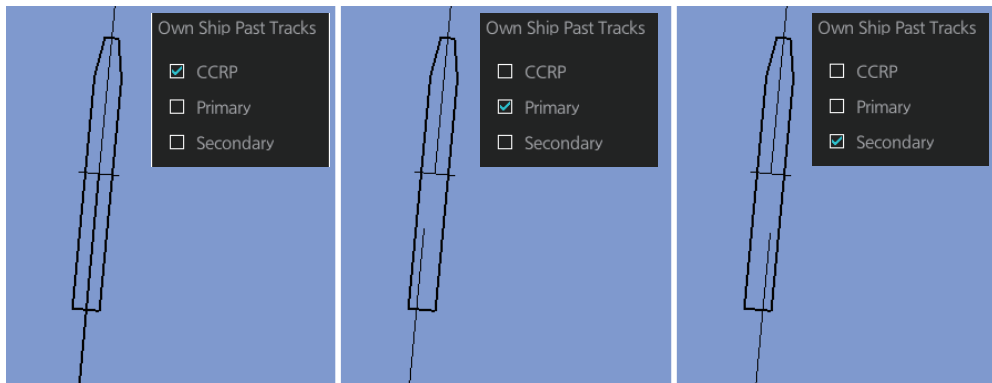 Own Ship Past Tracks
CCRP
Primary
Secondary
Own Ship Past Tracks
CCRP
Primary
Secondary
Own Ship Past Tracks
CCRP
Primary
Secondary